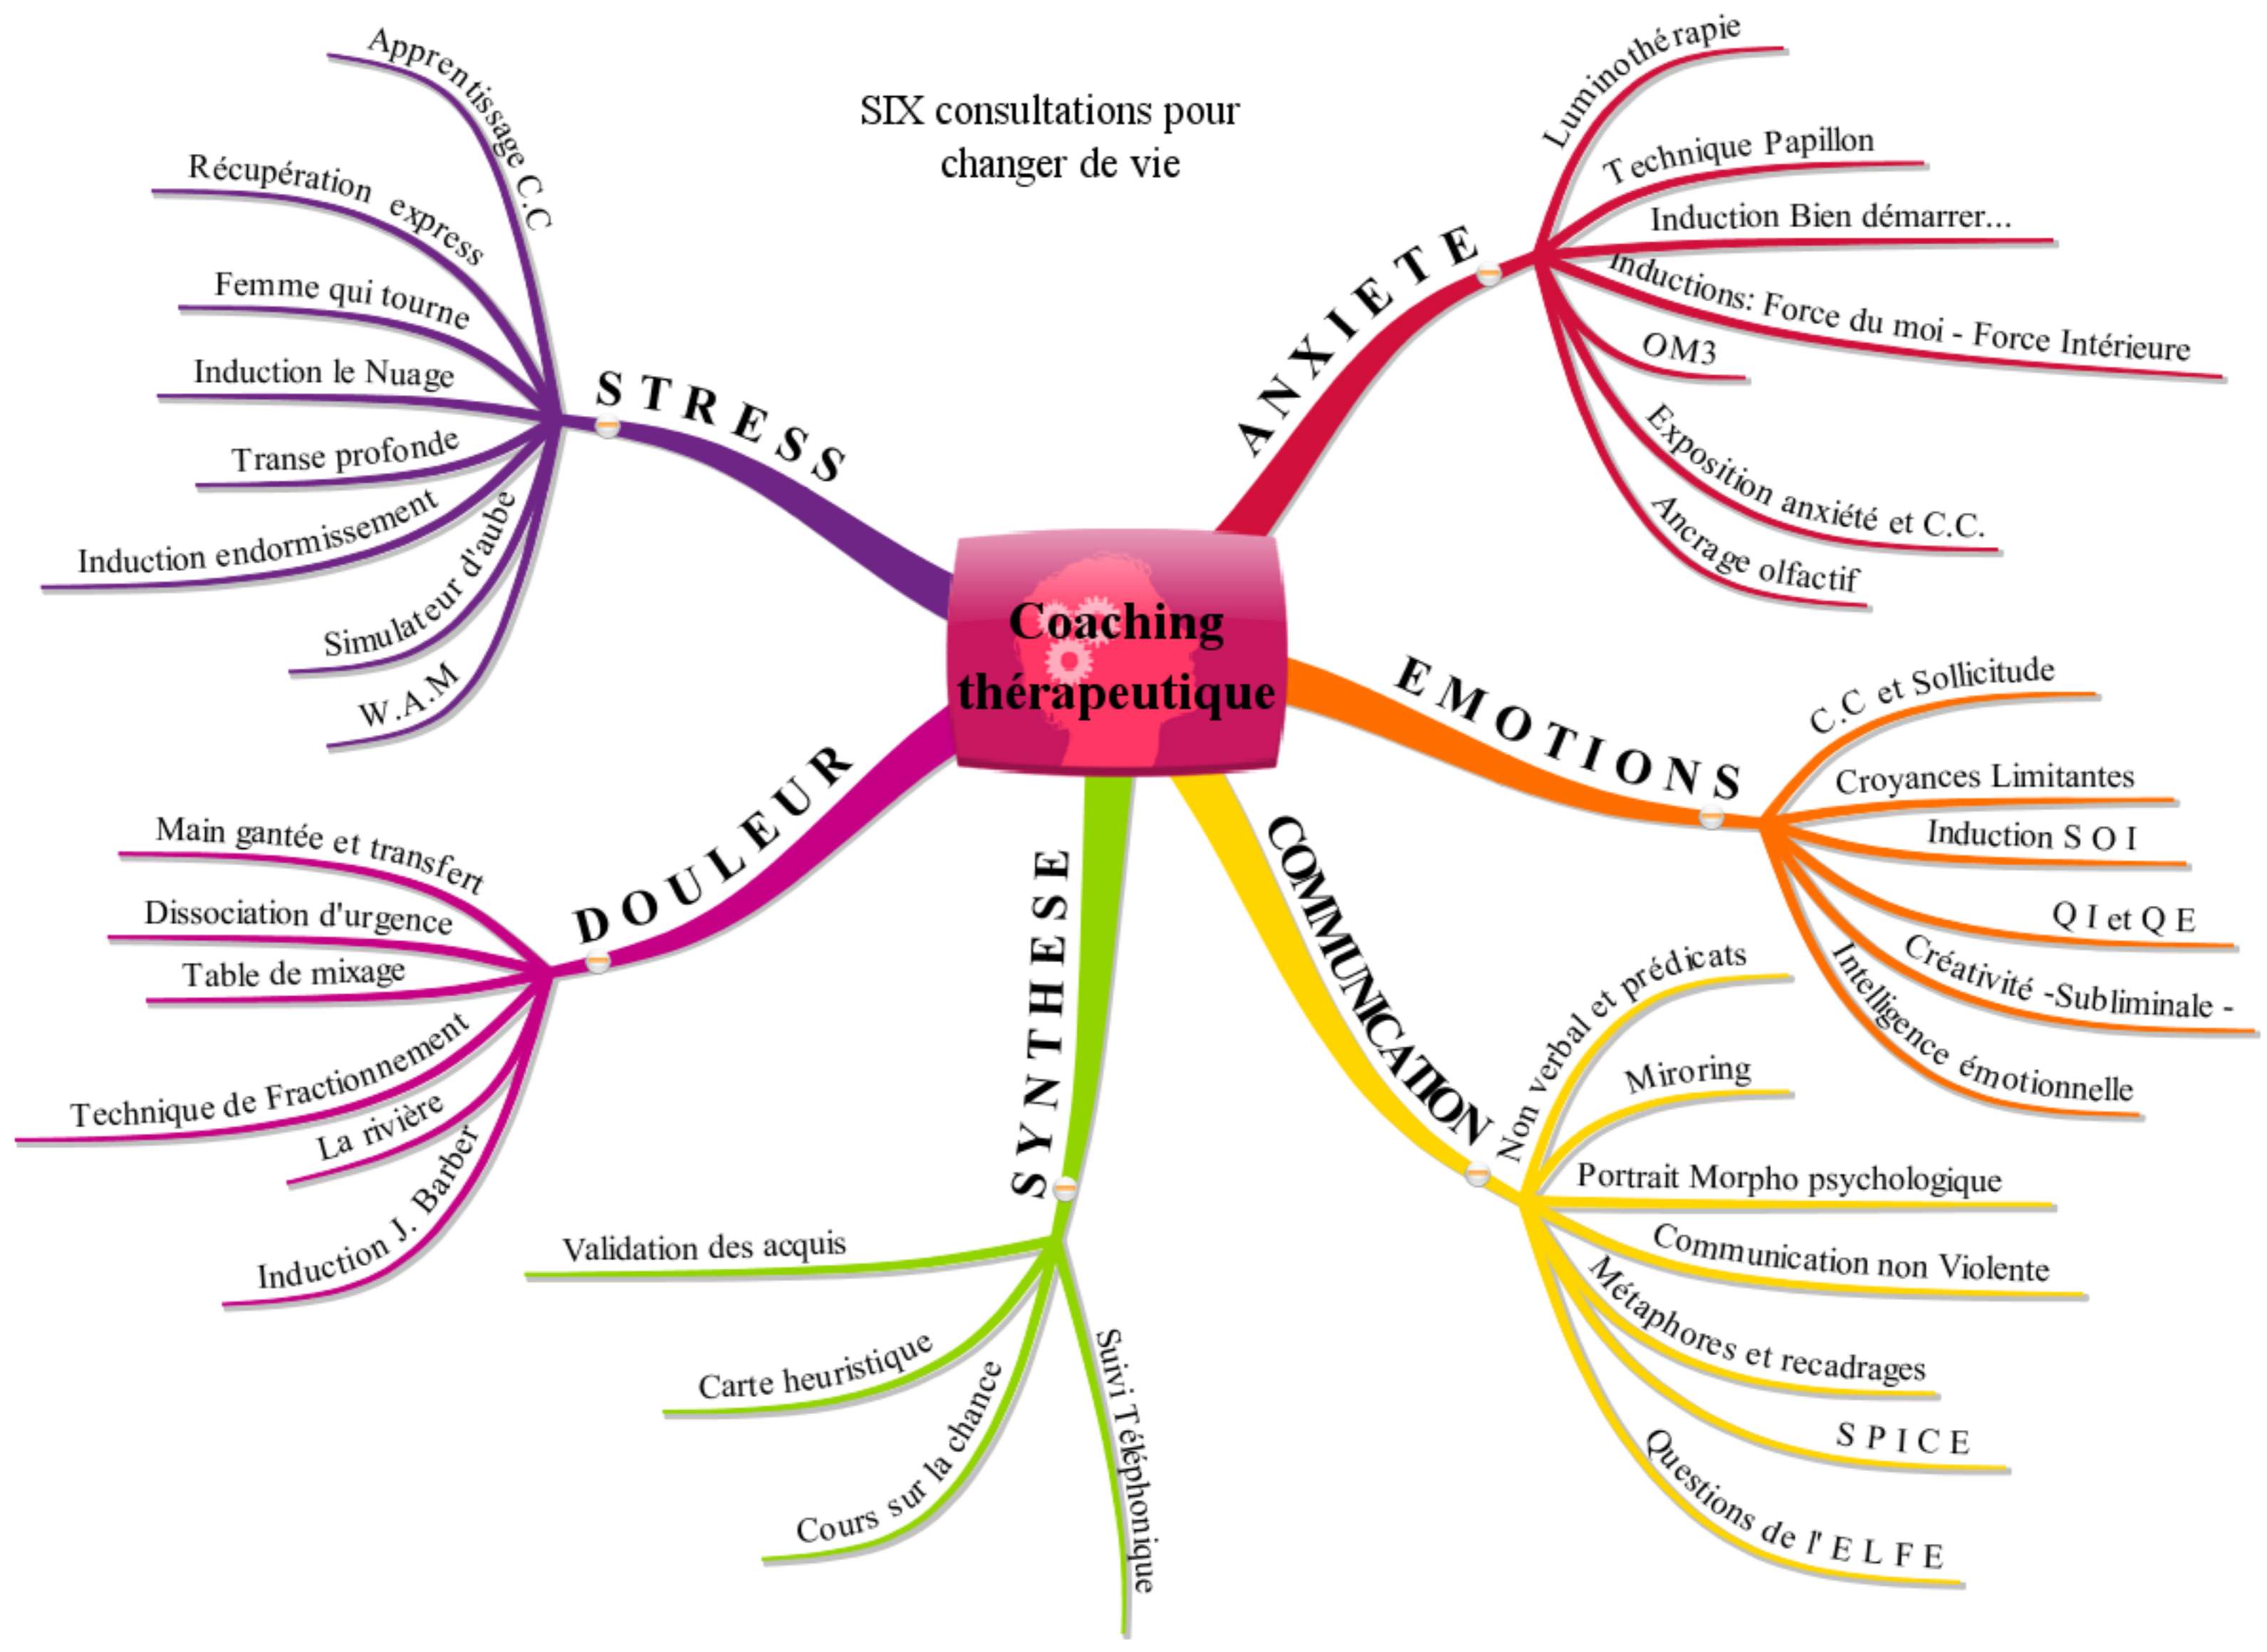 SIX consultations pour
changer de vie
Coaching
thérapeutique
ANXIETE
Luminothérapie
Technique Papillon
Induction Bien démarrer...
Inductions: Force du moi - Force Intérieure
OM3
Exposition anxiété et C.C.
Ancrage olfactif
EMOTIONS
C.C et Sollicitude
Croyances Limitantes
Induction S O I
Q I et Q E
Créativité -Subliminale -
Intelligence émotionnelle
COMMUNICATION
Non verbal et prédicats
Miroring
Portrait Morpho psychologique
Communication non Violente
Métaphores et recadrages
S P I C E
Questions de l' E L F E
SYNTHESE
Validation des acquis
Carte heuristique
Cours sur la chance
Suivi Téléphonique
DOULEUR
Main gantée et transfert
Dissociation d'urgence
Table de mixage
Technique de Fractionnement
La rivière
Induction J. Barber
STRESS
Apprentissage C.C
Récupération express
Femme qui tourne
Induction le Nuage
Transe profonde
Induction endormissement
Simulateur d'aube
W.A.M